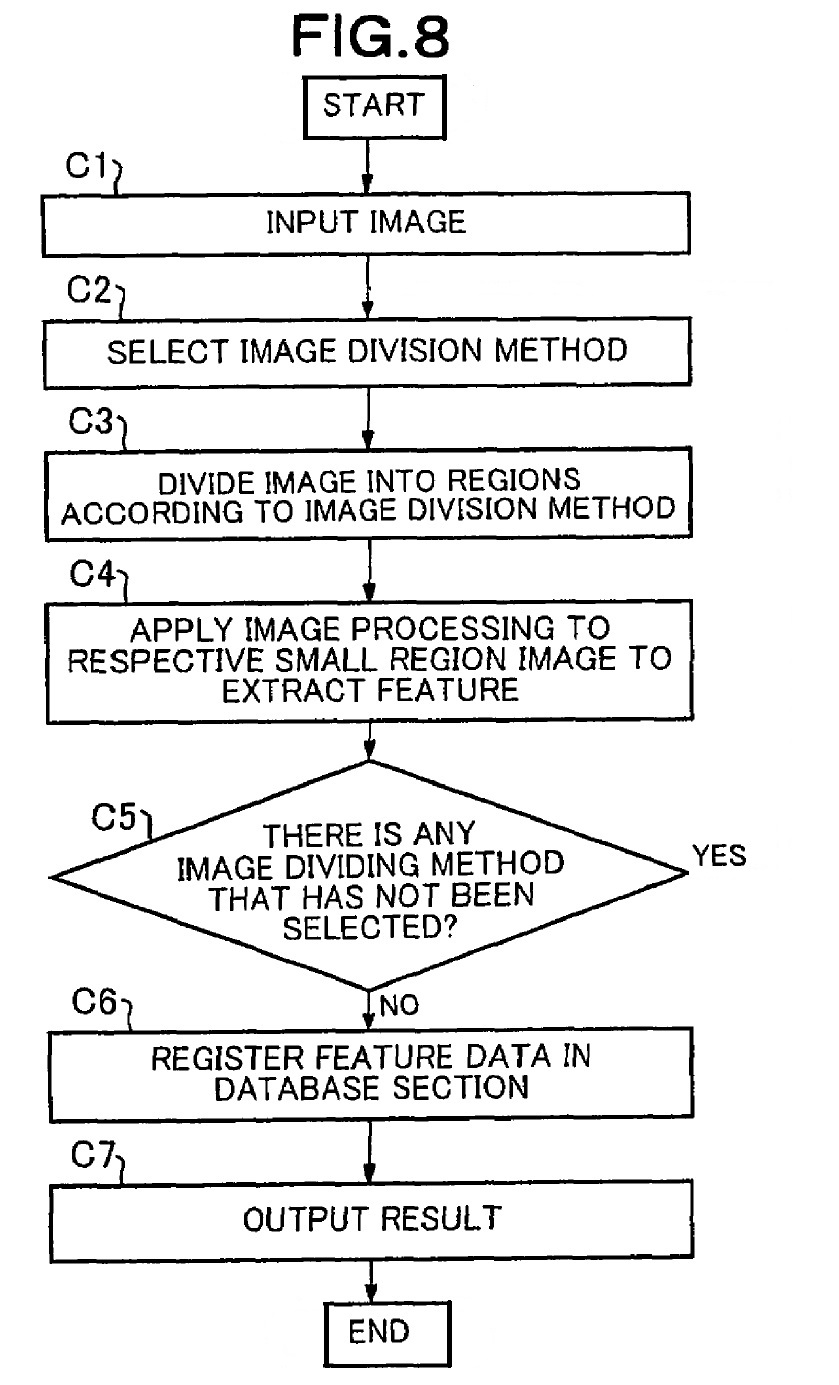 FIG.8
START
C1
INPUT IMAGE
C2
SELECT IMAGE DIVISION METHOD
C3
DIVIDE IMAGE INTO REGIONS
ACCORDING TO IMAGE DIVISION METHOD
C4
APPLY IMAGE PROCESSING TO
RESPECTIVE SMALL REGION IMAGE TO
EXTRACT FEATURE
C5
THERE IS ANY
IMAGE DIVIDING METHOD
THAT HAS NOT BEEN
SELECTED?
YES
NO
C6
REGISTER FEATURE DATA IN
DATABASE SECTION
C7
OUTPUT RESULT
END